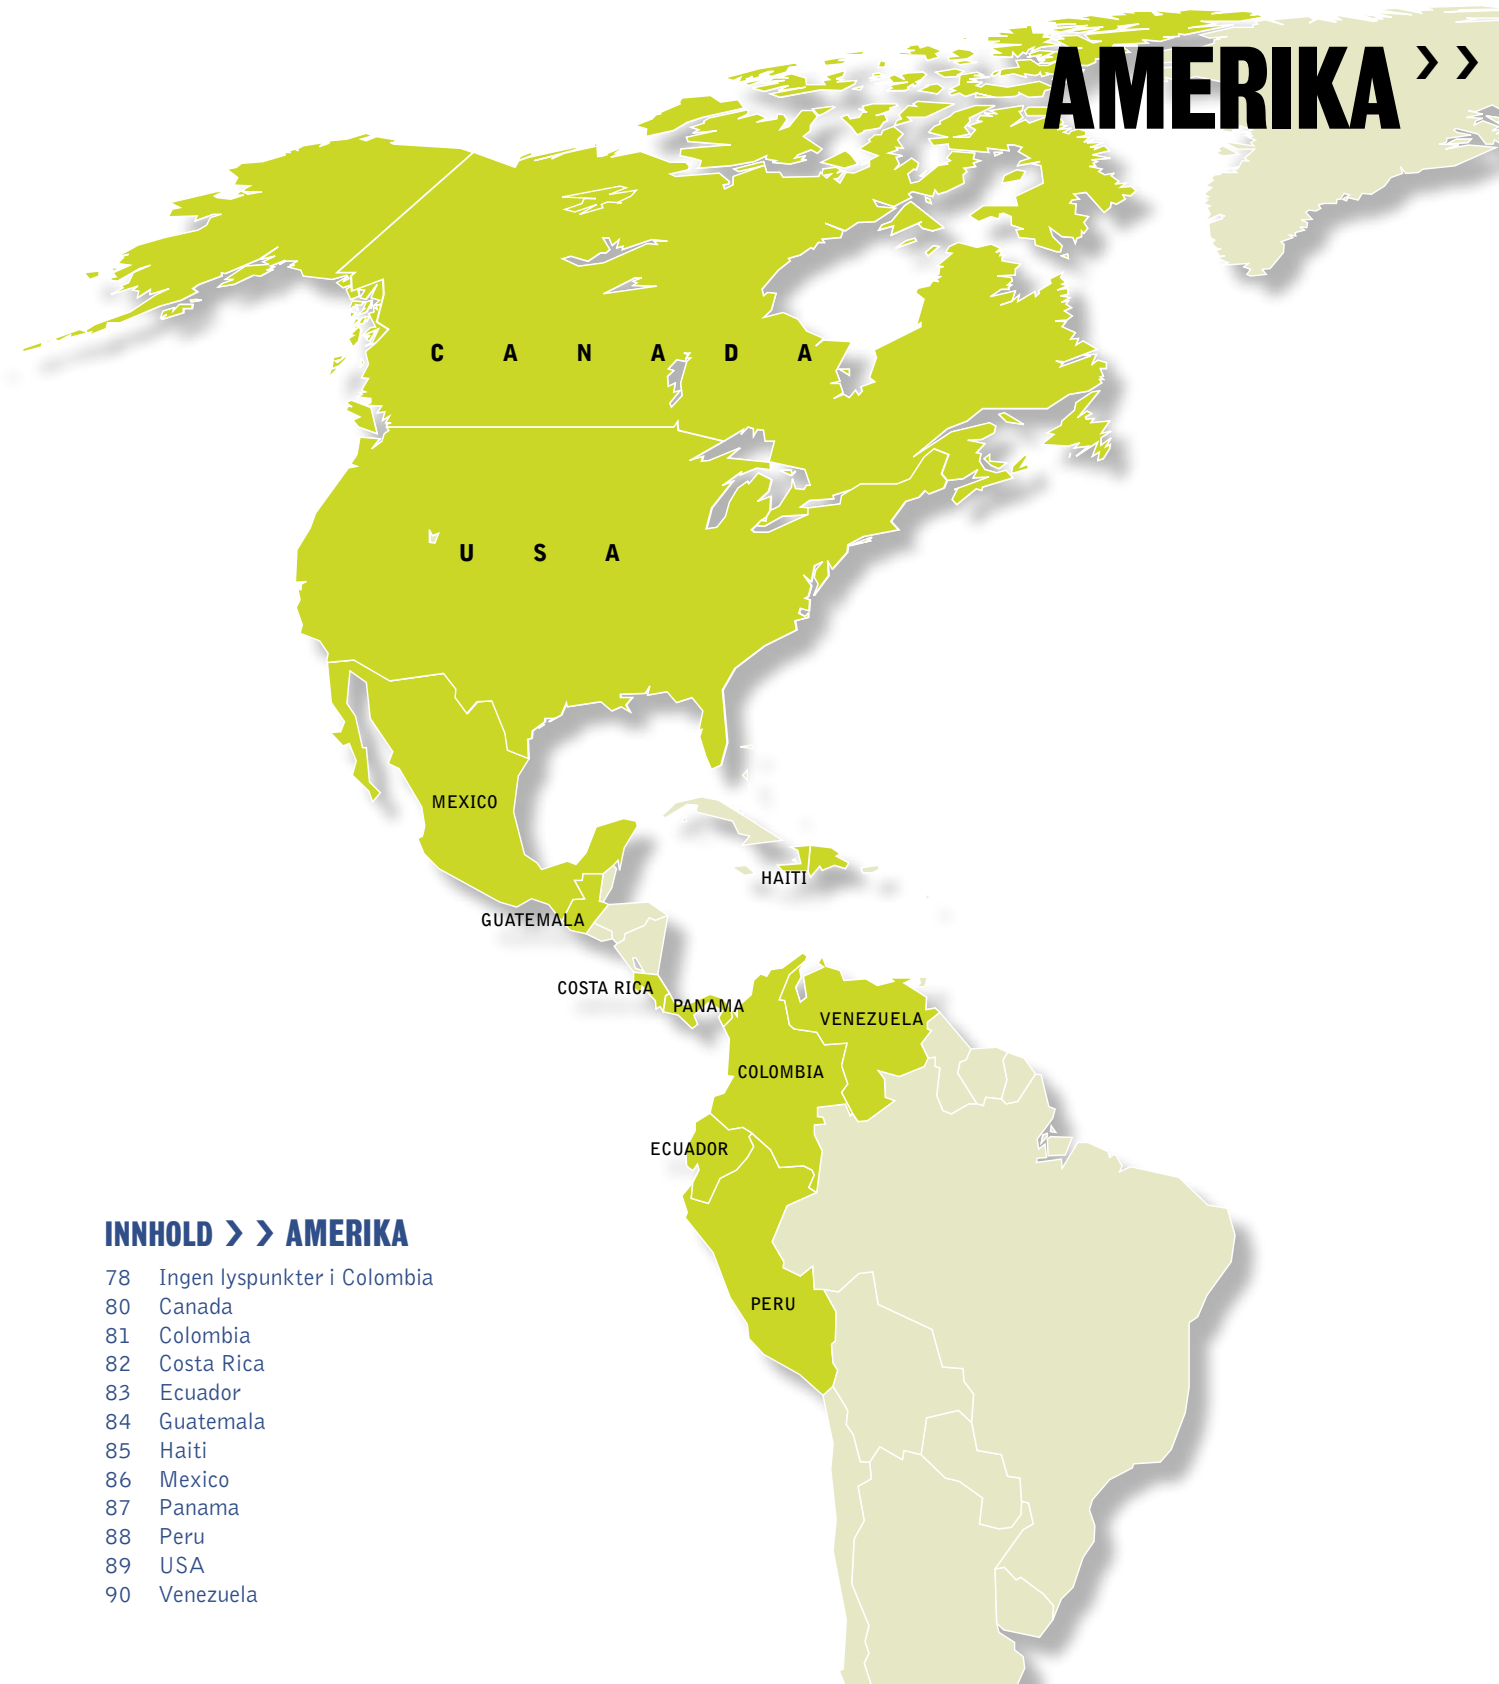 AMERIKA >>
C A N A D A
U S A
MEXICO
HAITI
GUATEMALA
COSTA RICA
PANAMA
VENEZUELA
COLOMBIA
ECUADOR
PERU
INNHOLD > > AMERIKA
78 Ingen lyspunkter i Colombia
80 Canada
81 Colombia
82 Costa Rica
83 Ecuador
84 Guatemala
85 Haiti
86 Mexico
87 Panama
88 Peru
89 USA
90 Venezuela